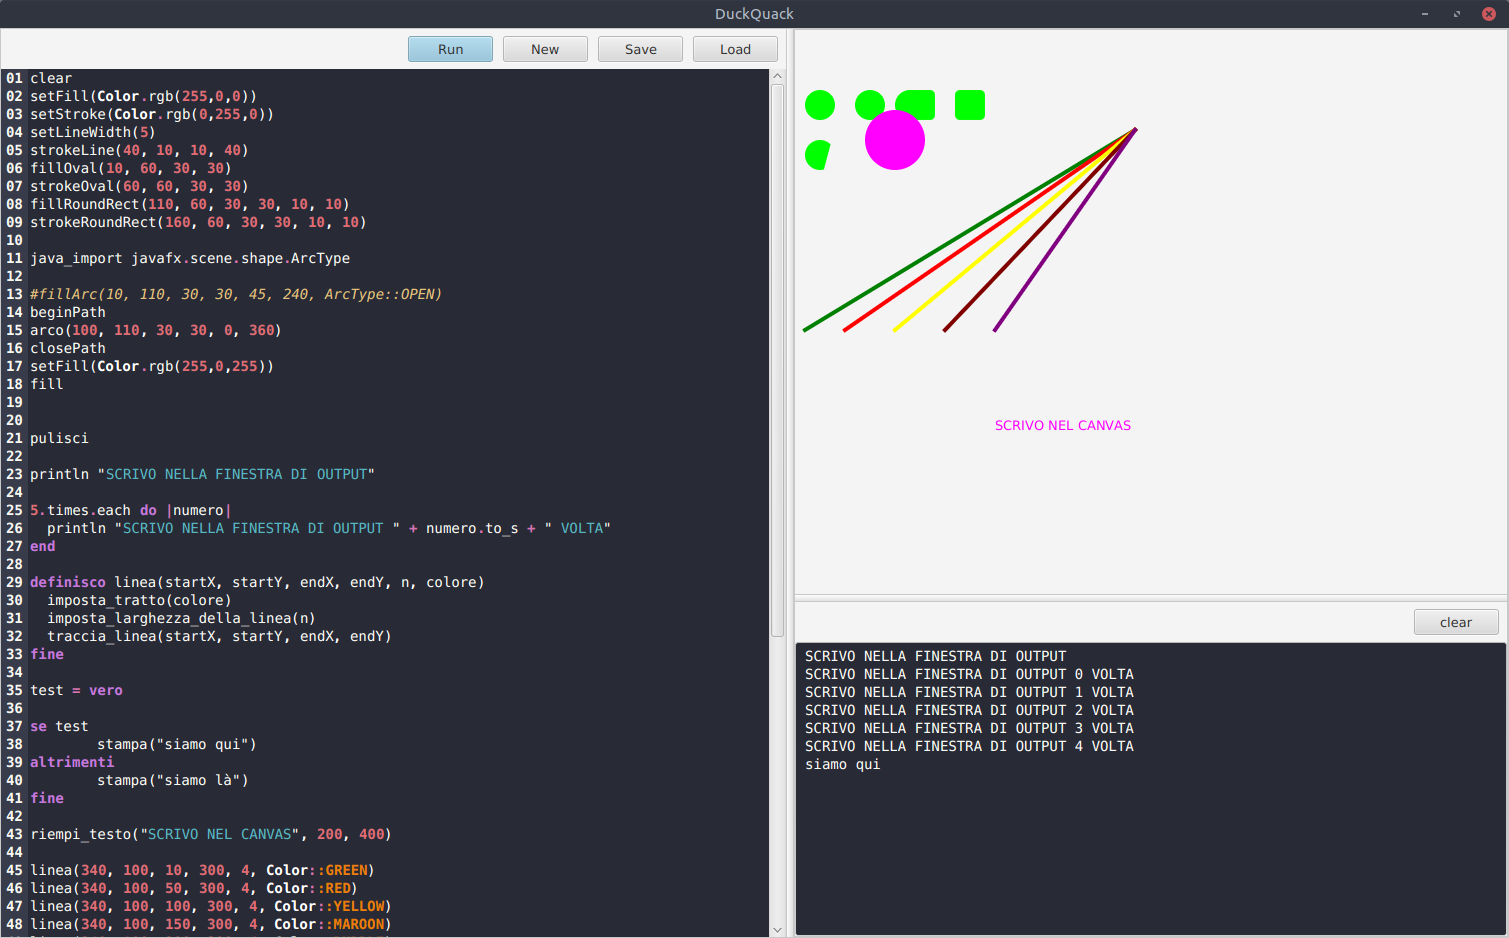 DuckQuack
Run New Save Load
01 clear
02 setFill(Color.rgb(255,0,0))
03 setStroke(Color.rgb(0,255,0))
04 setLineWidth(5)
05 strokeLine(40, 10, 10, 40)
06 fillOval(10, 60, 30, 30)
07 strokeOval(60, 60, 30, 30)
08 fillRoundRect(110, 60, 30, 30, 10, 10)
09 strokeRoundRect(160, 60, 30, 30, 10, 10)
10
11 java_import javafx.scene.shape.ArcType
12
13 #fillArc(10, 110, 30, 30, 45, 240, ArcType::OPEN)
14 beginPath
15 arco(100, 110, 30, 30, 0, 360)
16 closePath
17 setFill(Color.rgb(255,0,255))
18 fill
19
20
21 pulisci
22
23 println "SCRIVO NELLA FINESTRA DI OUTPUT"
24
25 5.times.each do |numero|
26   println "SCRIVO NELLA FINESTRA DI OUTPUT " + numero.to_s + " VOLTA"
27 end
28
29 definisco linea(startX, startY, endX, endY, n, colore)
30   imposta_tratto(colore)
31   imposta_larghezza_della_linea(n)
32   traccia_linea(startX, startY, endX, endY)
33 fine
34
35 test = vero
36
37 se test
38         stampa("siamo qui")
39 altrimenti
40         stampa("siamo là")
41 fine
42
43 riempi_testo("SCRIVO NEL CANVAS", 200, 400)
44
45 linea(340, 100, 10, 300, 4, Color::GREEN)
46 linea(340, 100, 50, 300, 4, Color::RED)
47 linea(340, 100, 100, 300, 4, Color::YELLOW)
48 linea(340, 100, 150, 300, 4, Color::MAROON)
SCRIVO NEL CANVAS
clear
SCRIVO NELLA FINESTRA DI OUTPUT
SCRIVO NELLA FINESTRA DI OUTPUT 0 VOLTA
SCRIVO NELLA FINESTRA DI OUTPUT 1 VOLTA
SCRIVO NELLA FINESTRA DI OUTPUT 2 VOLTA
SCRIVO NELLA FINESTRA DI OUTPUT 3 VOLTA
SCRIVO NELLA FINESTRA DI OUTPUT 4 VOLTA
siamo qui